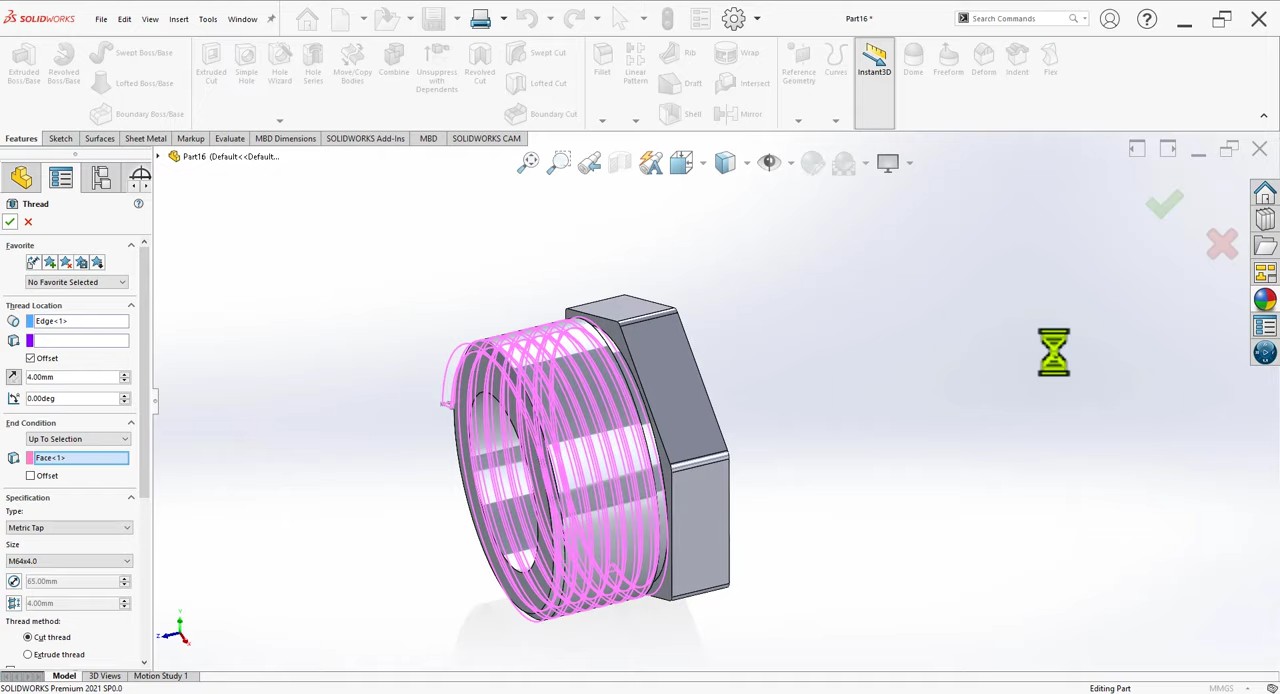 SOLIDWORKS File Edit View Insert Tools Window Part16 * Search Commands
Extruded Boss/Base
Revolved Boss/Base
Swept Boss/Base
Lofted Boss/Base
Boundary Boss/Base
Extruded Cut
Simple Hole
Hole Wizard
Hole Series
Move/Copy Bodies
Combine
Unsuppress with Dependents
Revolved Cut
Swept Cut
Lofted Cut
Boundary Cut
Fillet
Linear Pattern
Rib
Draft
Shell
Wrap
Intersect
Mirror
Reference Geometry
Curves
Instant3D
Dome
Freeform
Deform
Indent
Flex
Features Sketch Surfaces Sheet Metal Markup Evaluate MBD Dimensions SOLIDWORKS Add-Ins MBD SOLIDWORKS CAM
Part16 (Default<<Default...
Thread
Favorite
No Favorite Selected
Thread Location
Edge<1>
Offset
4.00mm
0.00deg
End Condition
Up To Selection
Face<1>
Offset
Specification
Type:
Metric Tap
Size
M64x4.0
65.00mm
4.00mm
Thread method:
Cut thread
Extrude thread
Y
Z
X
Model 3D Views Motion Study 1
SOLIDWORKS Premium 2021 SP0.0 Editing Part MMGS